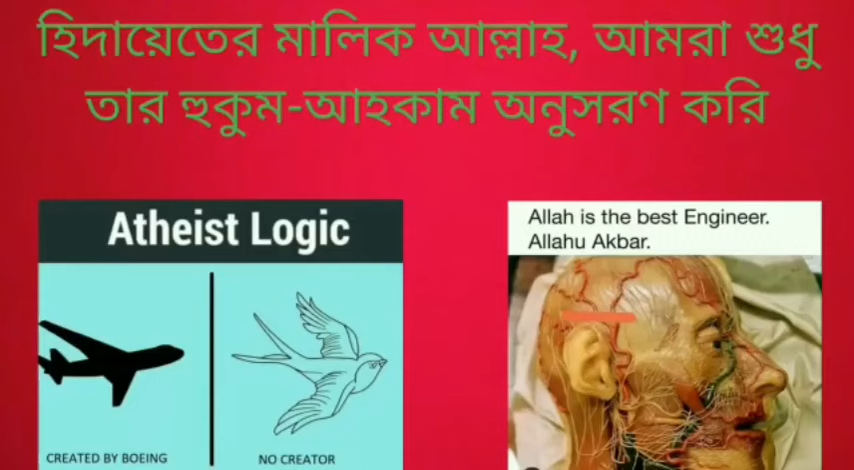 হিদায়েতের মালিক আল্লাহ, আমরা শুধু
তার হুকুম-আহকাম অনুসরণ করি
Atheist Logic
CREATED BY BOEING
NO CREATOR
Allah is the best Engineer.
Allahu Akbar.